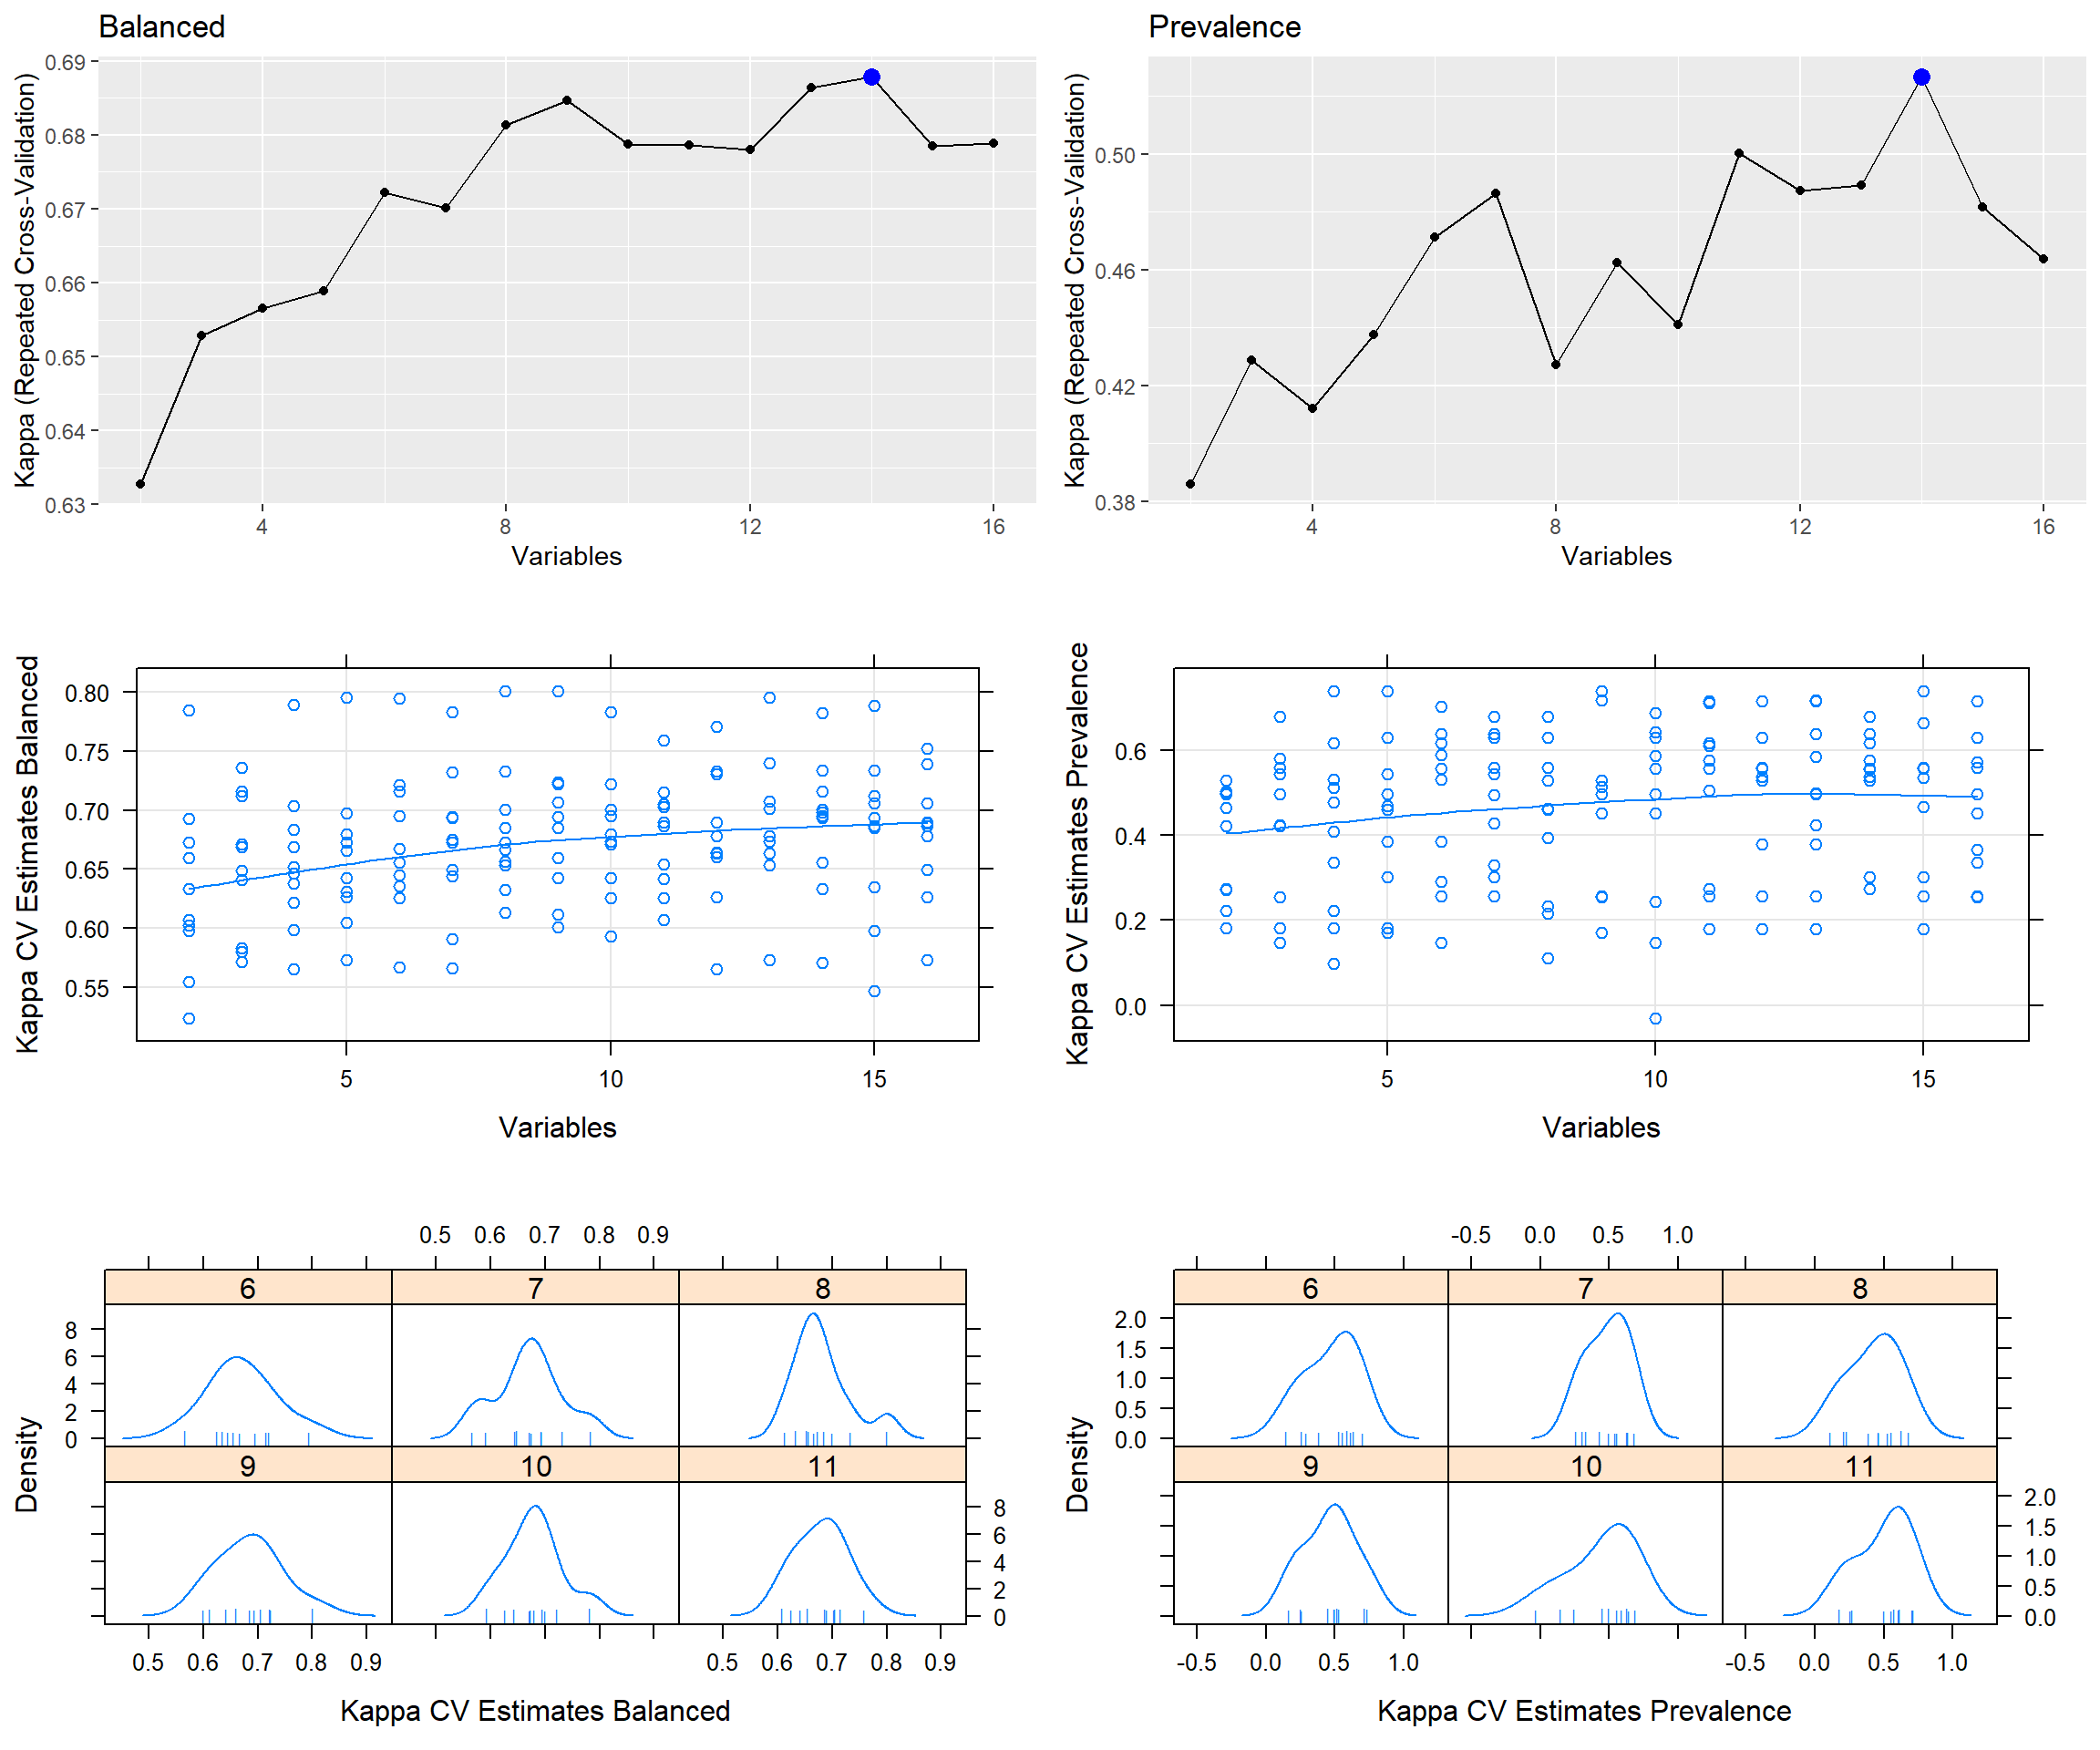 Balanced
Kappa (Repeated Cross-Validation)
0.69
0.68
0.67
0.66
0.65
0.64
0.63
4 8 12 16
Variables
Prevalence
Kappa (Repeated Cross-Validation)
0.50
0.46
0.42
0.38
4 8 12 16
Variables
Kappa CV Estimates Balanced
0.80
0.75
0.70
0.65
0.60
0.55
5 10 15
Variables
Kappa CV Estimates Prevalence
0.6
0.4
0.2
0.0
5 10 15
Variables
0.5 0.6 0.7 0.8 0.9
6 7 8
8
6
4
2
0
Density
9 10 11
8
6
4
2
0
0.5 0.6 0.7 0.8 0.9 0.5 0.6 0.7 0.8 0.9
Kappa CV Estimates Balanced
-0.5 0.0 0.5 1.0
6 7 8
2.0
1.5
1.0
0.5
0.0
Density
9 10 11
2.0
1.5
1.0
0.5
0.0
-0.5 0.0 0.5 1.0 -0.5 0.0 0.5 1.0
Kappa CV Estimates Prevalence